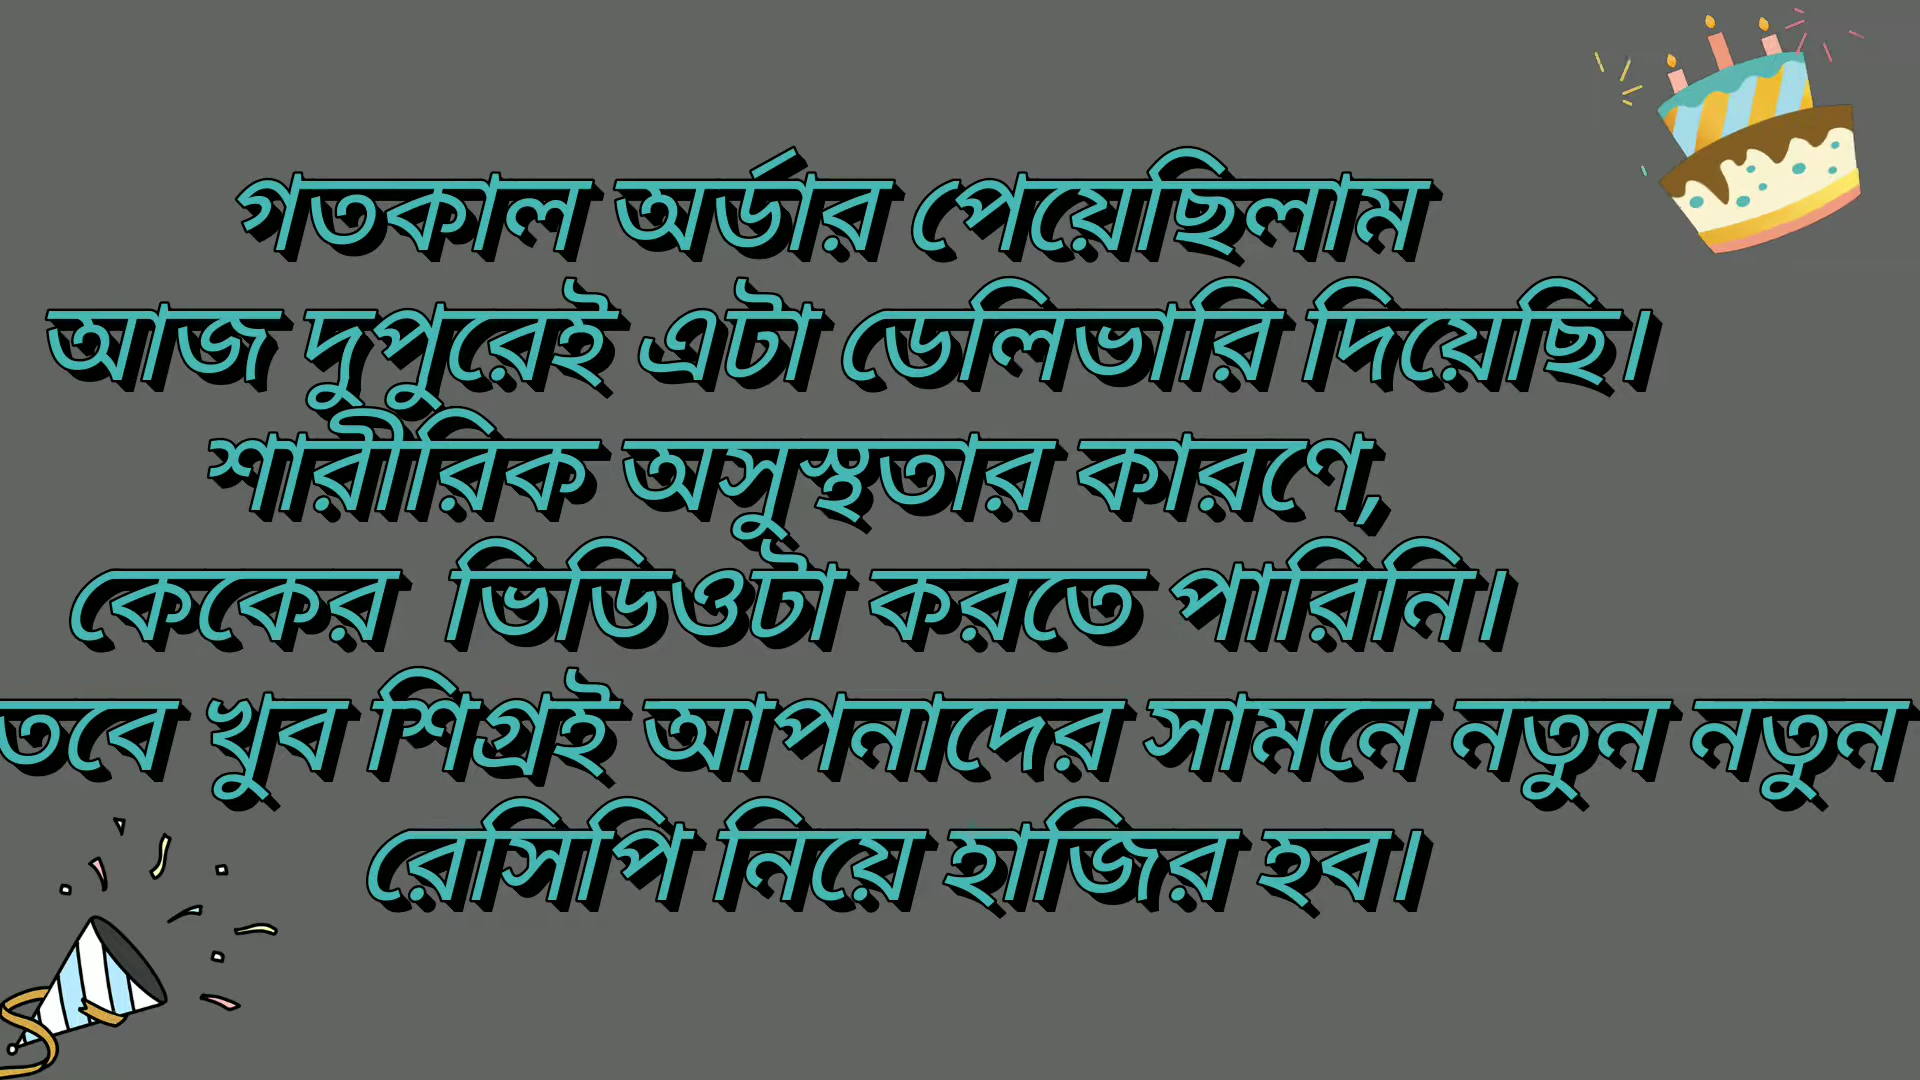 গতকাল অর্ডার পেয়েছিলাম
আজ দুপুরেই এটা ডেলিভারি দিয়েছি।
শারীরিক অসুস্থতার কারণে,
কেকের ভিডিওটা করতে পারিনি।
তবে খুব শিগ্রই আপনাদের সামনে নতুন নতুন
রেসিপি নিয়ে হাজির হব।